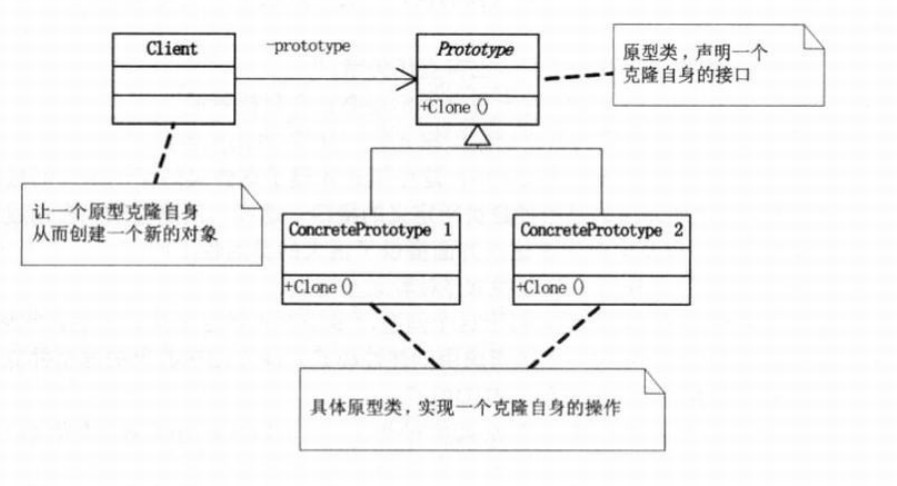 Client
-prototype
Prototype
+Clone()
原型类,声明一个
克隆自身的接口
让一个原型克隆自身
从而创建一个新的对象
ConcretePrototype 1
+Clone()
ConcretePrototype 2
+Clone()
具体原型类,实现一个克隆自身的操作